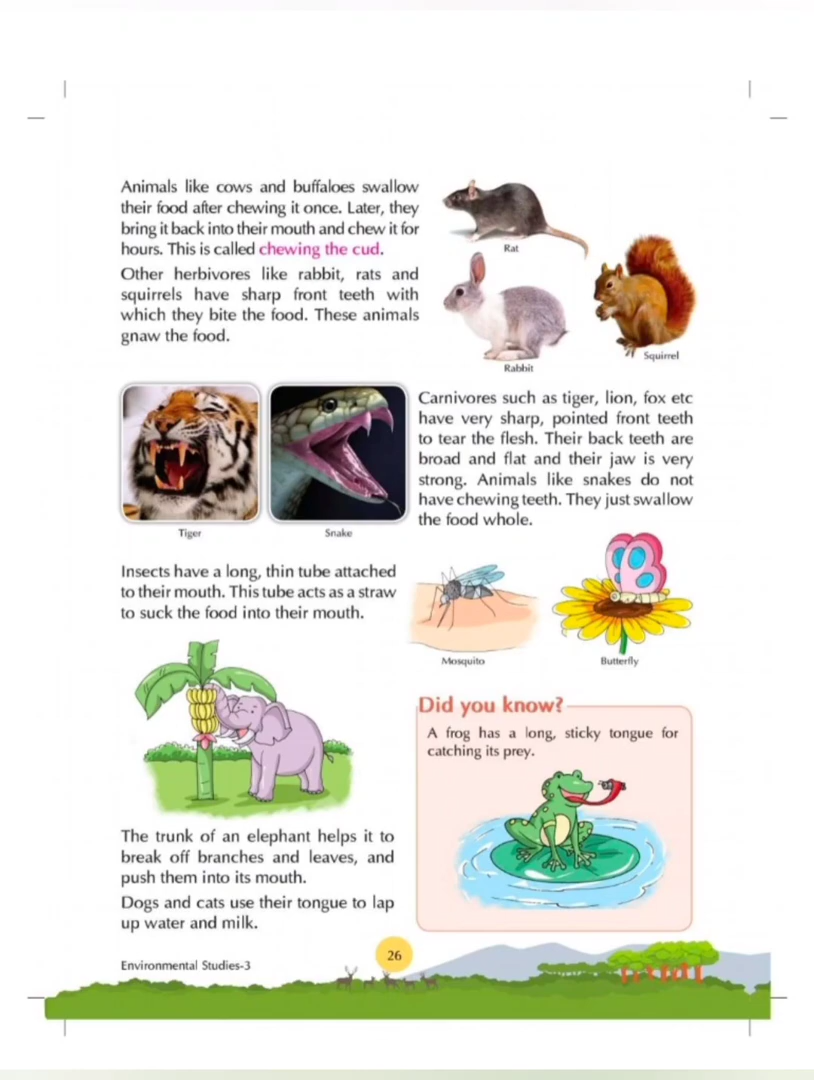 Animals like cows and buffaloes swallow
their food after chewing it once. Later, they
bring it back into their mouth and chew it for
hours. This is called chewing the cud.
Other herbivores like rabbit, rats and
squirrels have sharp front teeth with
which they bite the food. These animals
gnaw the food.
Rat
Rabbit
Squirrel
Tiger
Snake
Carnivores such as tiger, lion, fox etc
have very sharp, pointed front teeth
to tear the flesh. Their back teeth are
broad and flat and their jaw is very
strong. Animals like snakes do not
have chewing teeth. They just swallow
the food whole.
Insects have a long, thin tube attached
to their mouth. This tube acts as a straw
to suck the food into their mouth.
Mosquito
Butterfly
The trunk of an elephant helps it to
break off branches and leaves, and
push them into its mouth.
Dogs and cats use their tongue to lap
up water and milk.
Did you know?
A frog has a long, sticky tongue for
catching its prey.
Environmental Studies-3
26